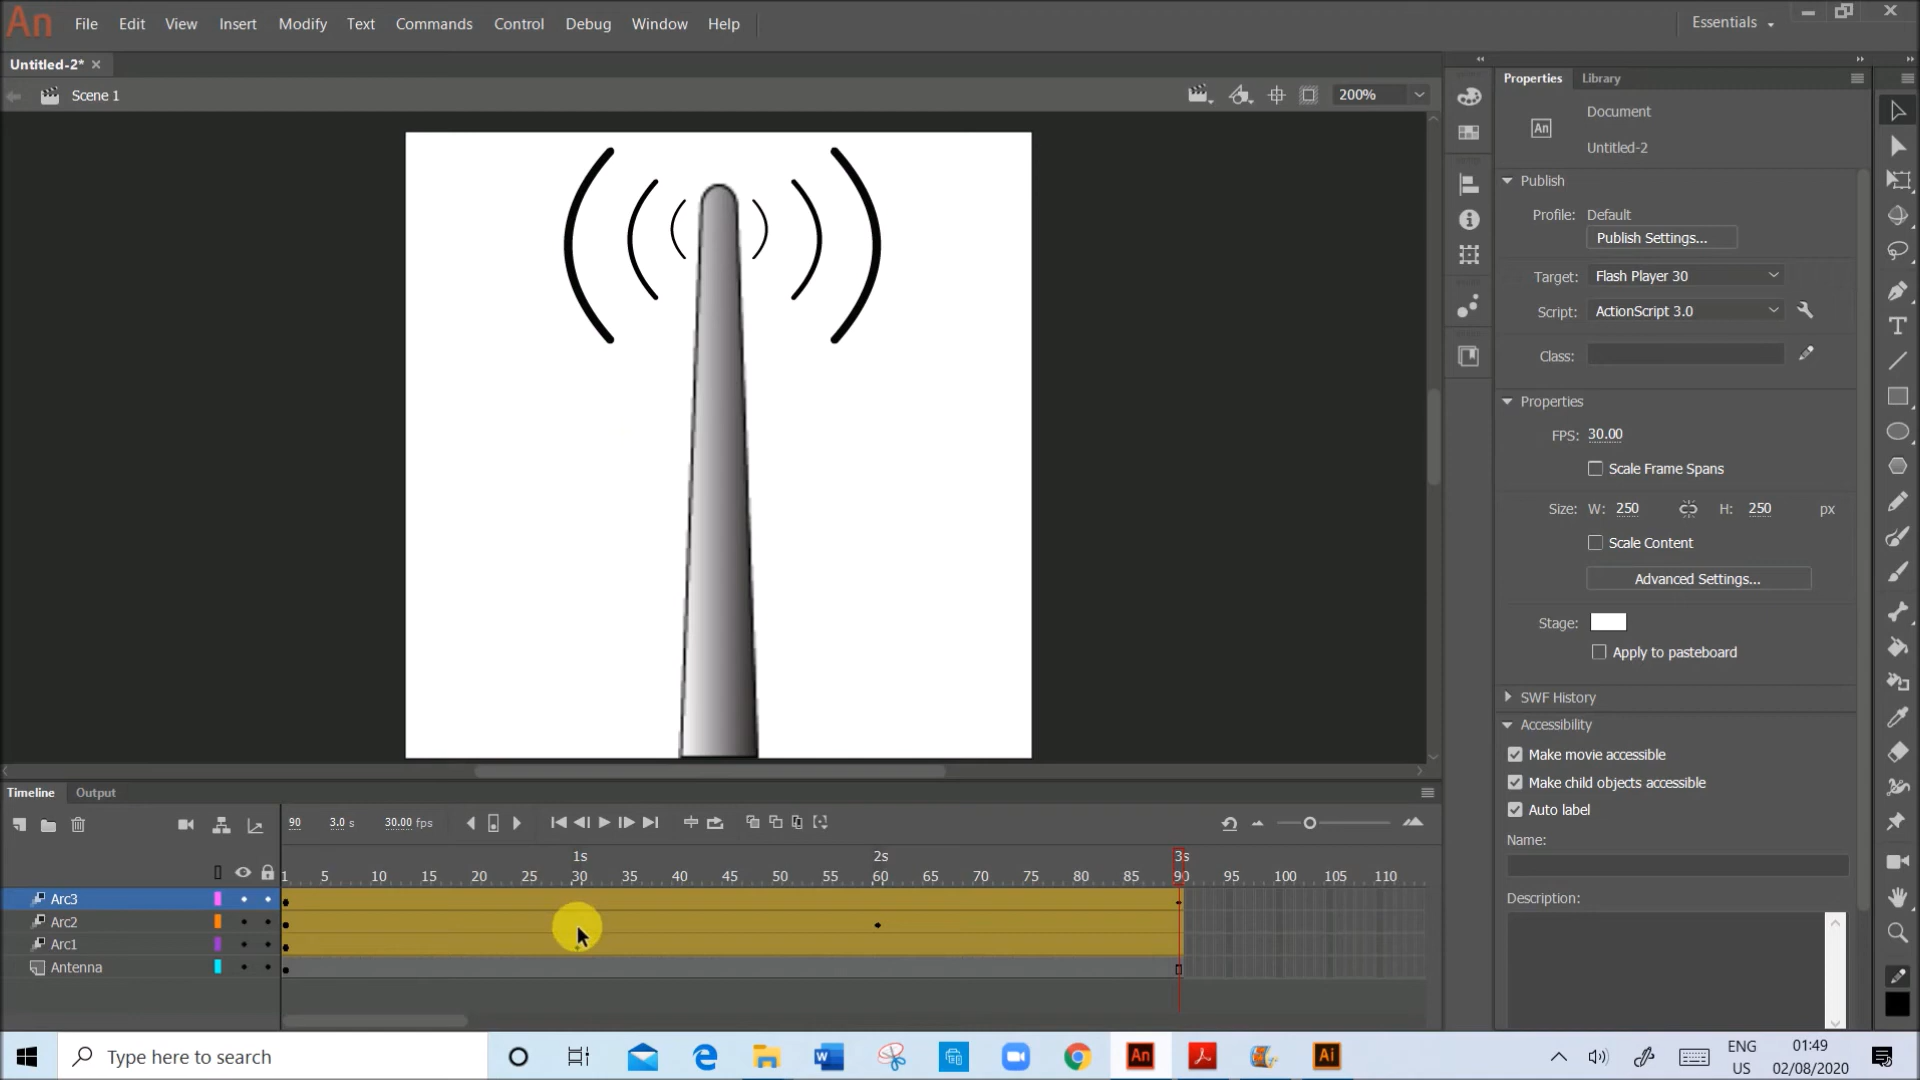 An File Edit View Insert Modify Text Commands Control Debug Window Help Essentials
Untitled-2* ×
Scene 1 200%
Properties Library
An Document
Untitled-2
Publish
Profile: Default
Publish Settings...
Target: Flash Player 30
Script: ActionScript 3.0
Class:
Properties
FPS: 30.00
Scale Frame Spans
Size: W: 250 H: 250 px
Scale Content
Advanced Settings...
Stage:
Apply to pasteboard
SWF History
Accessibility
Make movie accessible
Make child objects accessible
Auto label
Name:
Description:
Timeline Output
90 3.0 s 30.00 fps
1s 2s 3s
1 5 10 15 20 25 30 35 40 45 50 55 60 65 70 75 80 85 90 95 100 105 110
Arc3
Arc2
Arc1
Antenna
Type here to search
An Ai
ENG
US
01:49
02/08/2020